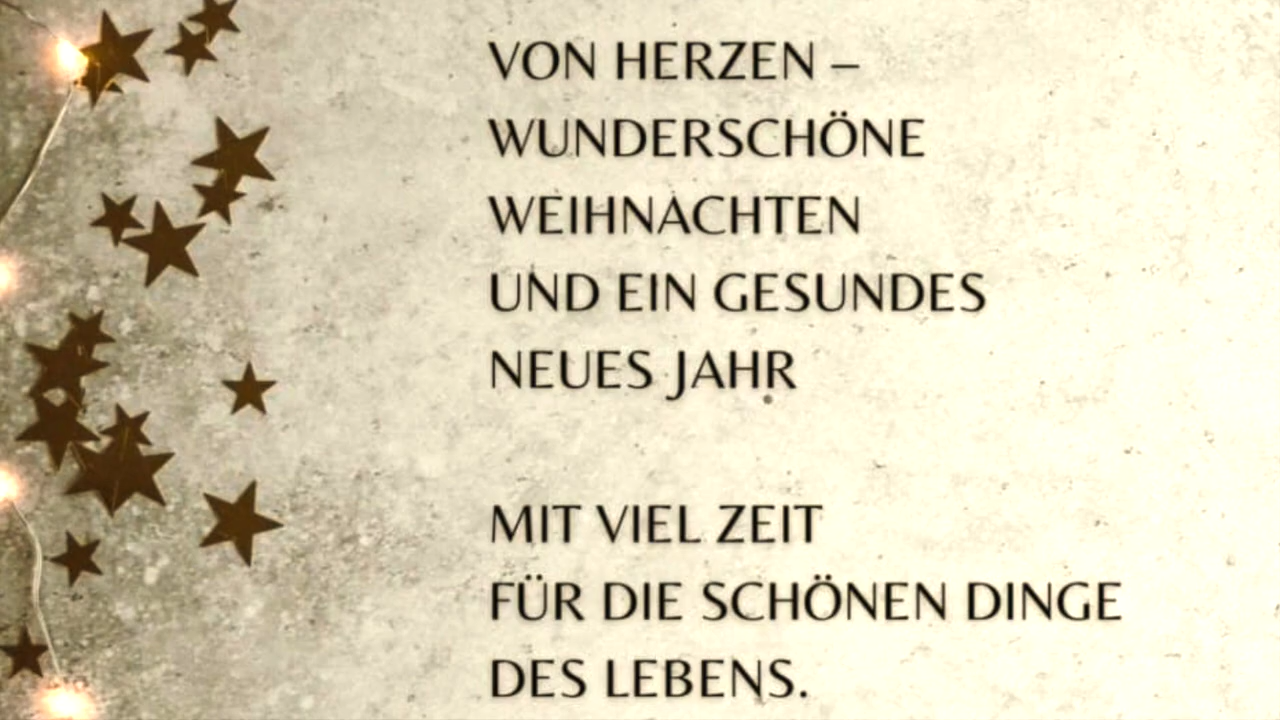 VON HERZEN –
WUNDERSCHÖNE
WEIHNACHTEN
UND EIN GESUNDES
NEUES JAHR
MIT VIEL ZEIT
FÜR DIE SCHÖNEN DINGE
DES LEBENS.